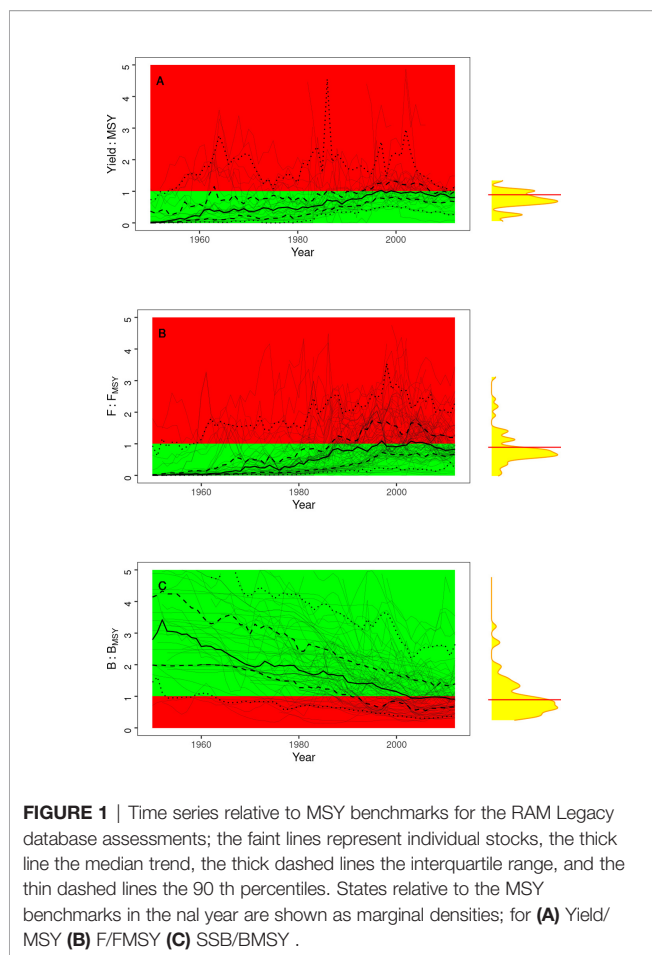 A
Yield : MSY
0 1 2 3 4 5
1960 1980 2000
Year
B
F : FMSY
0 1 2 3 4 5
1960 1980 2000
Year
C
B : BMSY
0 1 2 3 4 5
1960 1980 2000
Year
FIGURE 1 | Time series relative to MSY benchmarks for the RAM Legacy
database assessments; the faint lines represent individual stocks, the thick
line the median trend, the thick dashed lines the interquartile range, and the
thin dashed lines the 90 th percentiles. States relative to the MSY
benchmarks in the nal year are shown as marginal densities; for (A) Yield/
MSY (B) F/FMSY (C) SSB/BMSY .